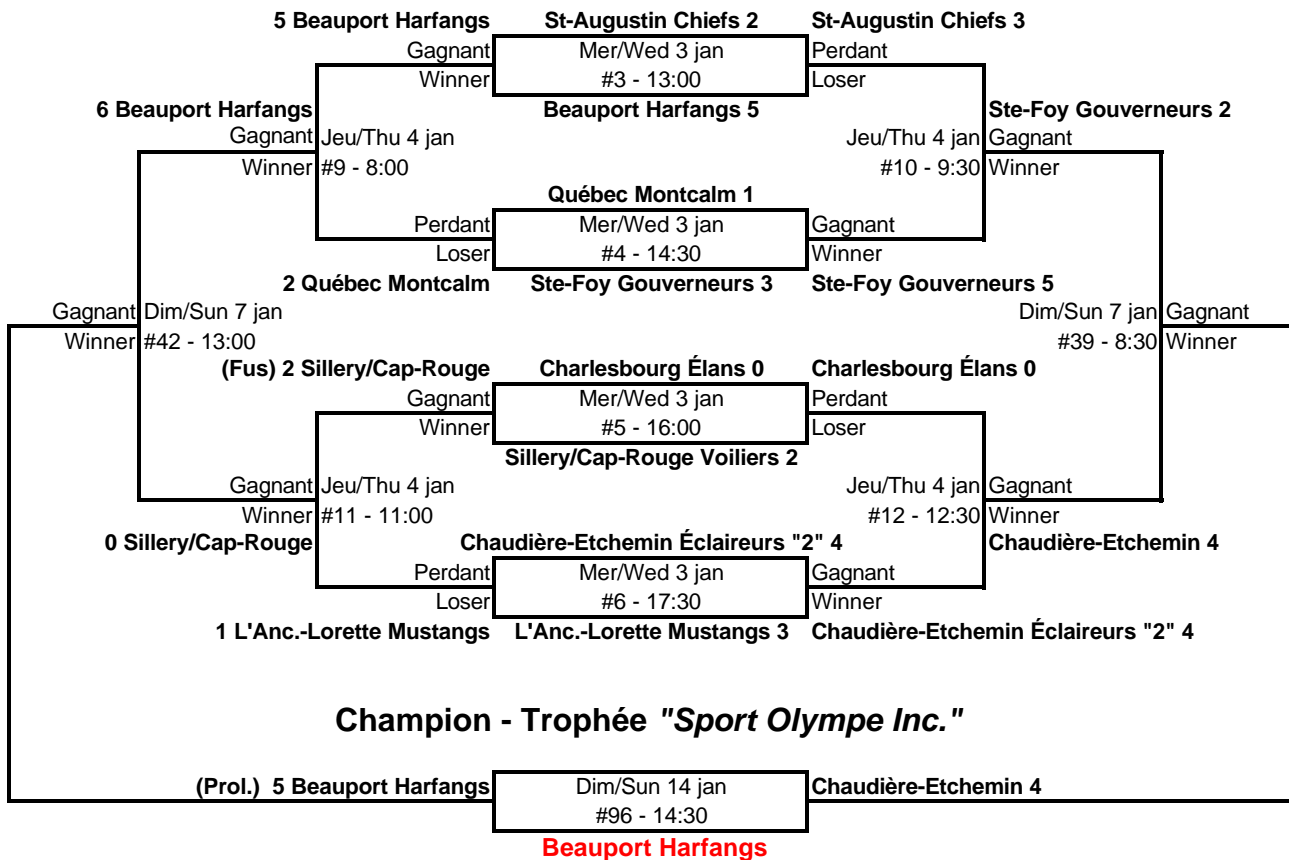 5 Beauport Harfangs St-Augustin Chiefs 2 St-Augustin Chiefs 3
Gagnant Mer/Wed 3 jan Perdant
Winner #3 - 13:00 Loser
6 Beauport Harfangs Beauport Harfangs 5 Ste-Foy Gouverneurs 2
Gagnant Jeu/Thu 4 jan Jeu/Thu 4 jan Gagnant
Winner #9 - 8:00 #10 - 9:30 Winner
Québec Montcalm 1
Perdant Mer/Wed 3 jan Gagnant
Loser #4 - 14:30 Winner
2 Québec Montcalm Ste-Foy Gouverneurs 3 Ste-Foy Gouverneurs 5
Gagnant Dim/Sun 7 jan Dim/Sun 7 jan Gagnant
Winner #42 - 13:00 #39 - 8:30 Winner
(Fus) 2 Sillery/Cap-Rouge Charlesbourg Élans 0 Charlesbourg Élans 0
Gagnant Mer/Wed 3 jan Perdant
Winner #5 - 16:00 Loser
Sillery/Cap-Rouge Voiliers 2
Gagnant Jeu/Thu 4 jan Jeu/Thu 4 jan Gagnant
Winner #11 - 11:00 #12 - 12:30 Winner
0 Sillery/Cap-Rouge Chaudière-Etchemin Éclaireurs "2" 4 Chaudière-Etchemin 4
Perdant Mer/Wed 3 jan Gagnant
Loser #6 - 17:30 Winner
1 L'Anc.-Lorette Mustangs L'Anc.-Lorette Mustangs 3 Chaudière-Etchemin Éclaireurs "2" 4
Champion - Trophée "Sport Olympe Inc."
(Prol.) 5 Beauport Harfangs Dim/Sun 14 jan Chaudière-Etchemin 4
#96 - 14:30
Beauport Harfangs